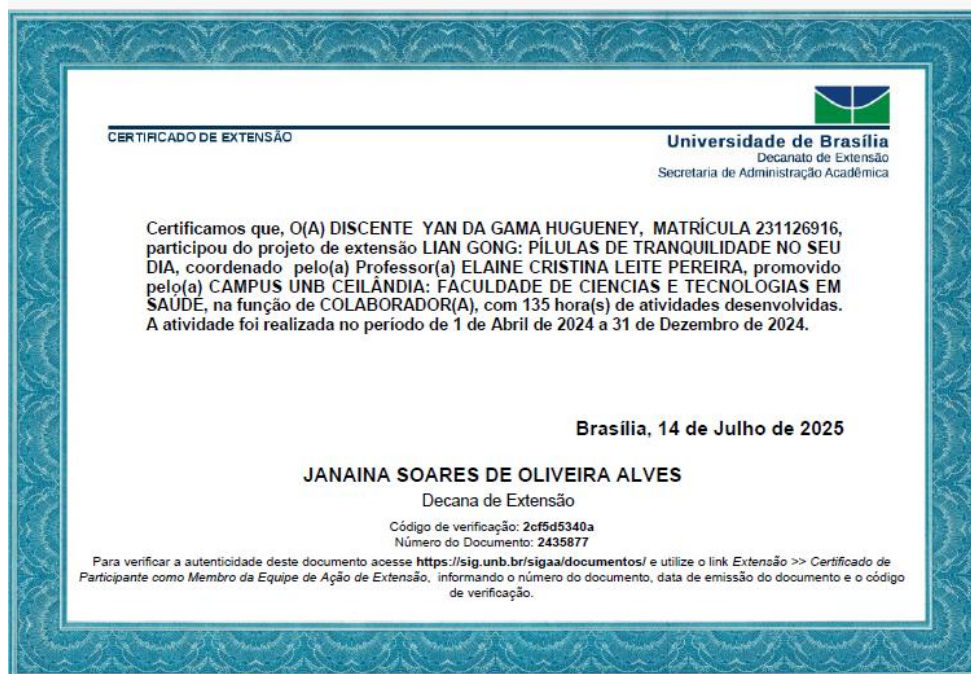 CERTIFICADO DE EXTENSÃO
Universidade de Brasília
Decanato de Extensão
Secretaria de Administração Acadêmica
Certificamos que, O(A) DISCENTE YAN DA GAMA HUGUENEY, MATRÍCULA 231126916,
participou do projeto de extensão LIAN GONG: PÍLULAS DE TRANQUILIDADE NO SEU
DIA, coordenado pelo(a) Professor(a) ELAINE CRISTINA LEITE PEREIRA, promovido
pelo(a) CAMPUS UNB CEILÂNDIA: FACULDADE DE CIENCIAS E TECNOLOGIAS EM
SAÚDE, na função de COLABORADOR(A), com 135 hora(s) de atividades desenvolvidas.
A atividade foi realizada no período de 1 de Abril de 2024 a 31 de Dezembro de 2024.
Brasília, 14 de Julho de 2025
JANAINA SOARES DE OLIVEIRA ALVES
Decana de Extensão
Código de verificação: 2cf5d5340a
Número do Documento: 2435877
Para verificar a autenticidade deste documento acesse https://sig.unb.br/sigaa/documentos/ e utilize o link Extensão >> Certificado de
Participante como Membro da Equipe de Ação de Extensão, informando o número do documento, data de emissão do documento e o código
de verificação.